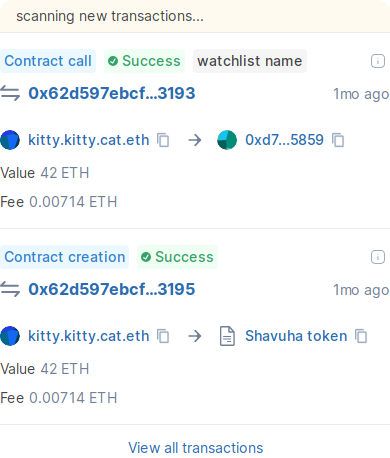 scanning new transactions...
Contract call Success watchlist name
0x62d597ebcf...3193 1mo ago
kitty.kitty.cat.eth 0xd7...5859
Value 42 ETH
Fee 0.00714 ETH
Contract creation Success
0x62d597ebcf...3195 1mo ago
kitty.kitty.cat.eth Shavuha token
Value 42 ETH
Fee 0.00714 ETH
View all transactions